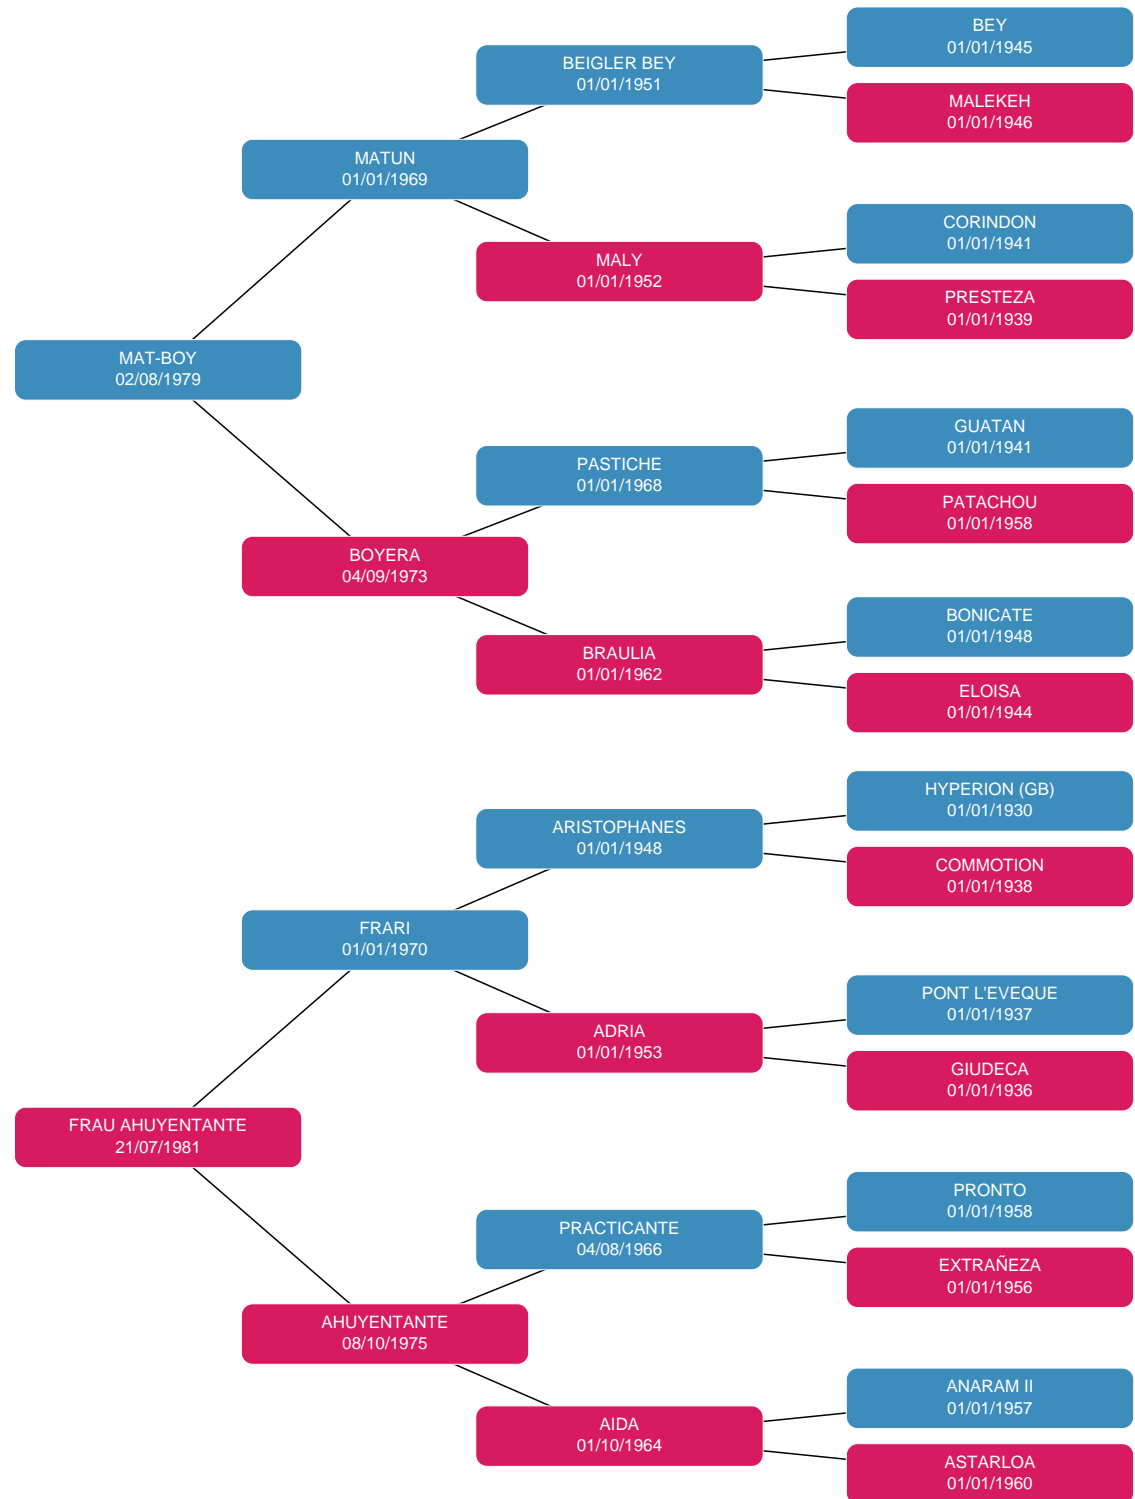 BEY
01/01/1945
BEIGLER BEY
01/01/1951
MALEKEH
01/01/1946
MATUN
01/01/1969
CORINDON
01/01/1941
MALY
01/01/1952
PRESTEZA
01/01/1939
MAT-BOY
02/08/1979
GUATAN
01/01/1941
PASTICHE
01/01/1968
PATACHOU
01/01/1958
BOYERA
04/09/1973
BONICATE
01/01/1948
BRAULIA
01/01/1962
ELOISA
01/01/1944
HYPERION (GB)
01/01/1930
ARISTOPHANES
01/01/1948
COMMOTION
01/01/1938
FRARI
01/01/1970
PONT L'EVEQUE
01/01/1937
ADRIA
01/01/1953
GIUDECA
01/01/1936
FRAU AHUYENTANTE
21/07/1981
PRONTO
01/01/1958
PRACTICANTE
04/08/1966
EXTRAÑEZA
01/01/1956
AHUYENTANTE
08/10/1975
ANARAM II
01/01/1957
AIDA
01/10/1964
ASTARLOA
01/01/1960